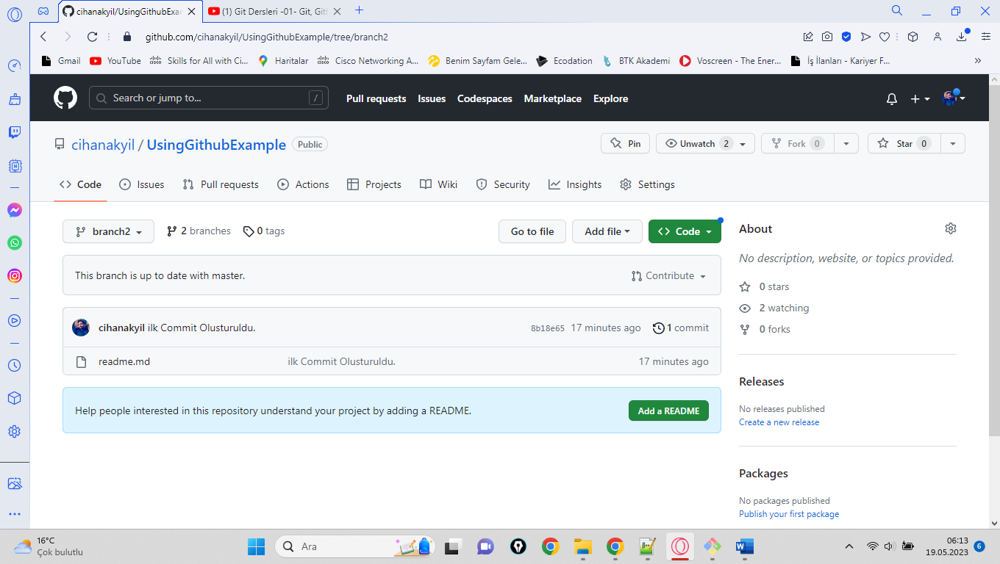 cihanakyil/UsingGithubExar
(1) Git Dersleri -01- Git, Gitl
github.com/cihanakyil/UsingGithubExample/tree/branch2
Gmail YouTube Skills for All with Ci... Haritalar Cisco Networking A... Benim Sayfam Gele... Ecodation BTK Akademi Voscreen - The Ener... İş İlanları - Kariyer F... »
Search or jump to... / Pull requests Issues Codespaces Marketplace Explore
cihanakyil / UsingGithubExample Public
Pin Unwatch 2 Fork 0 Star 0
Code Issues Pull requests Actions Projects Wiki Security Insights Settings
branch2 2 branches 0 tags Go to file Add file Code
This branch is up to date with master. Contribute
cihanakyil ilk Commit Olusturuldu. 8b18e65 17 minutes ago 1 commit
readme.md ilk Commit Olusturuldu. 17 minutes ago
Help people interested in this repository understand your project by adding a README. Add a README
About
No description, website, or topics provided.
0 stars
2 watching
0 forks
Releases
No releases published
Create a new release
Packages
No packages published
Publish your first package
16°C
Çok bulutlu
Ara
06:13
19.05.2023
6